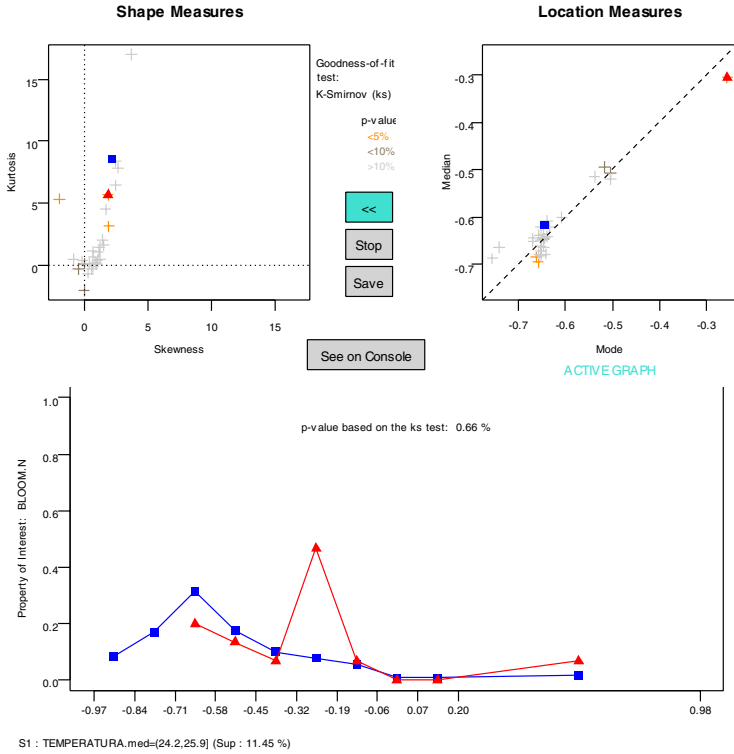 Shape Measures
Location Measures
Kurtosis
15
10
5
0
0
5
10
15
Skewness
Goodness-of-fit
test:
K-Smirnov (ks)
p-value
<5%
<10%
>10%
<<
Stop
Save
See on Console
Median
-0.3
-0.4
-0.5
-0.6
-0.7
-0.7
-0.6
-0.5
-0.4
-0.3
Mode
ACTIVE GRAPH
Property of Interest: BLOOM.N
1.0
0.8
0.6
0.4
0.2
0.0
p-value based on the ks test: 0.66 %
-0.97
-0.84
-0.71
-0.58
-0.45
-0.32
-0.19
-0.06
0.07
0.20
0.98
S1 : TEMPERATURA.med=(24.2,25.9] (Sup : 11.45 %)